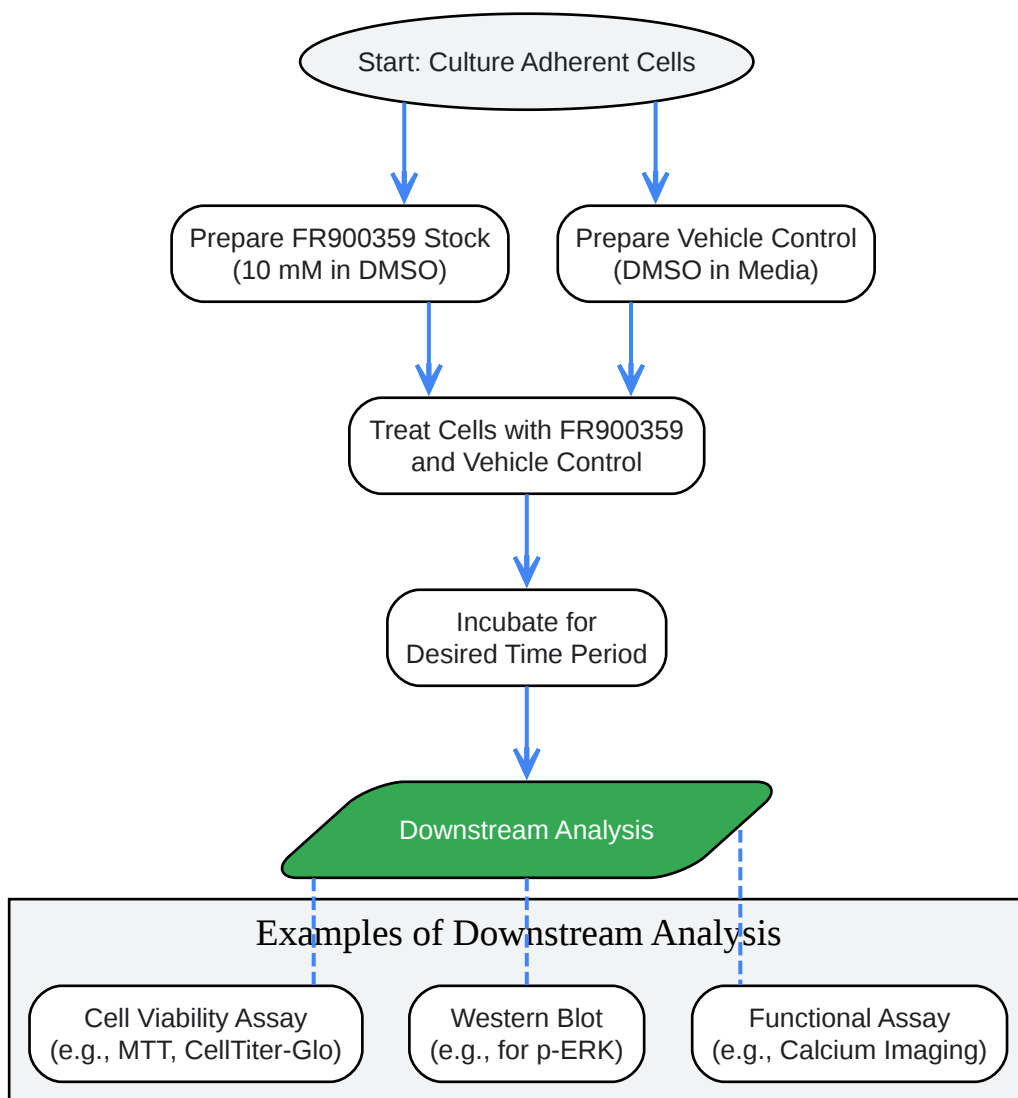 Start: Culture Adherent Cells
Prepare FR900359 Stock
(10 mM in DMSO)
Prepare Vehicle Control
(DMSO in Media)
Treat Cells with FR900359
and Vehicle Control
Incubate for
Desired Time Period
Downstream Analysis
Examples of Downstream Analysis
Cell Viability Assay
(e.g., MTT, CellTiter-Glo)
Western Blot
(e.g., for p-ERK)
Functional Assay
(e.g., Calcium Imaging)